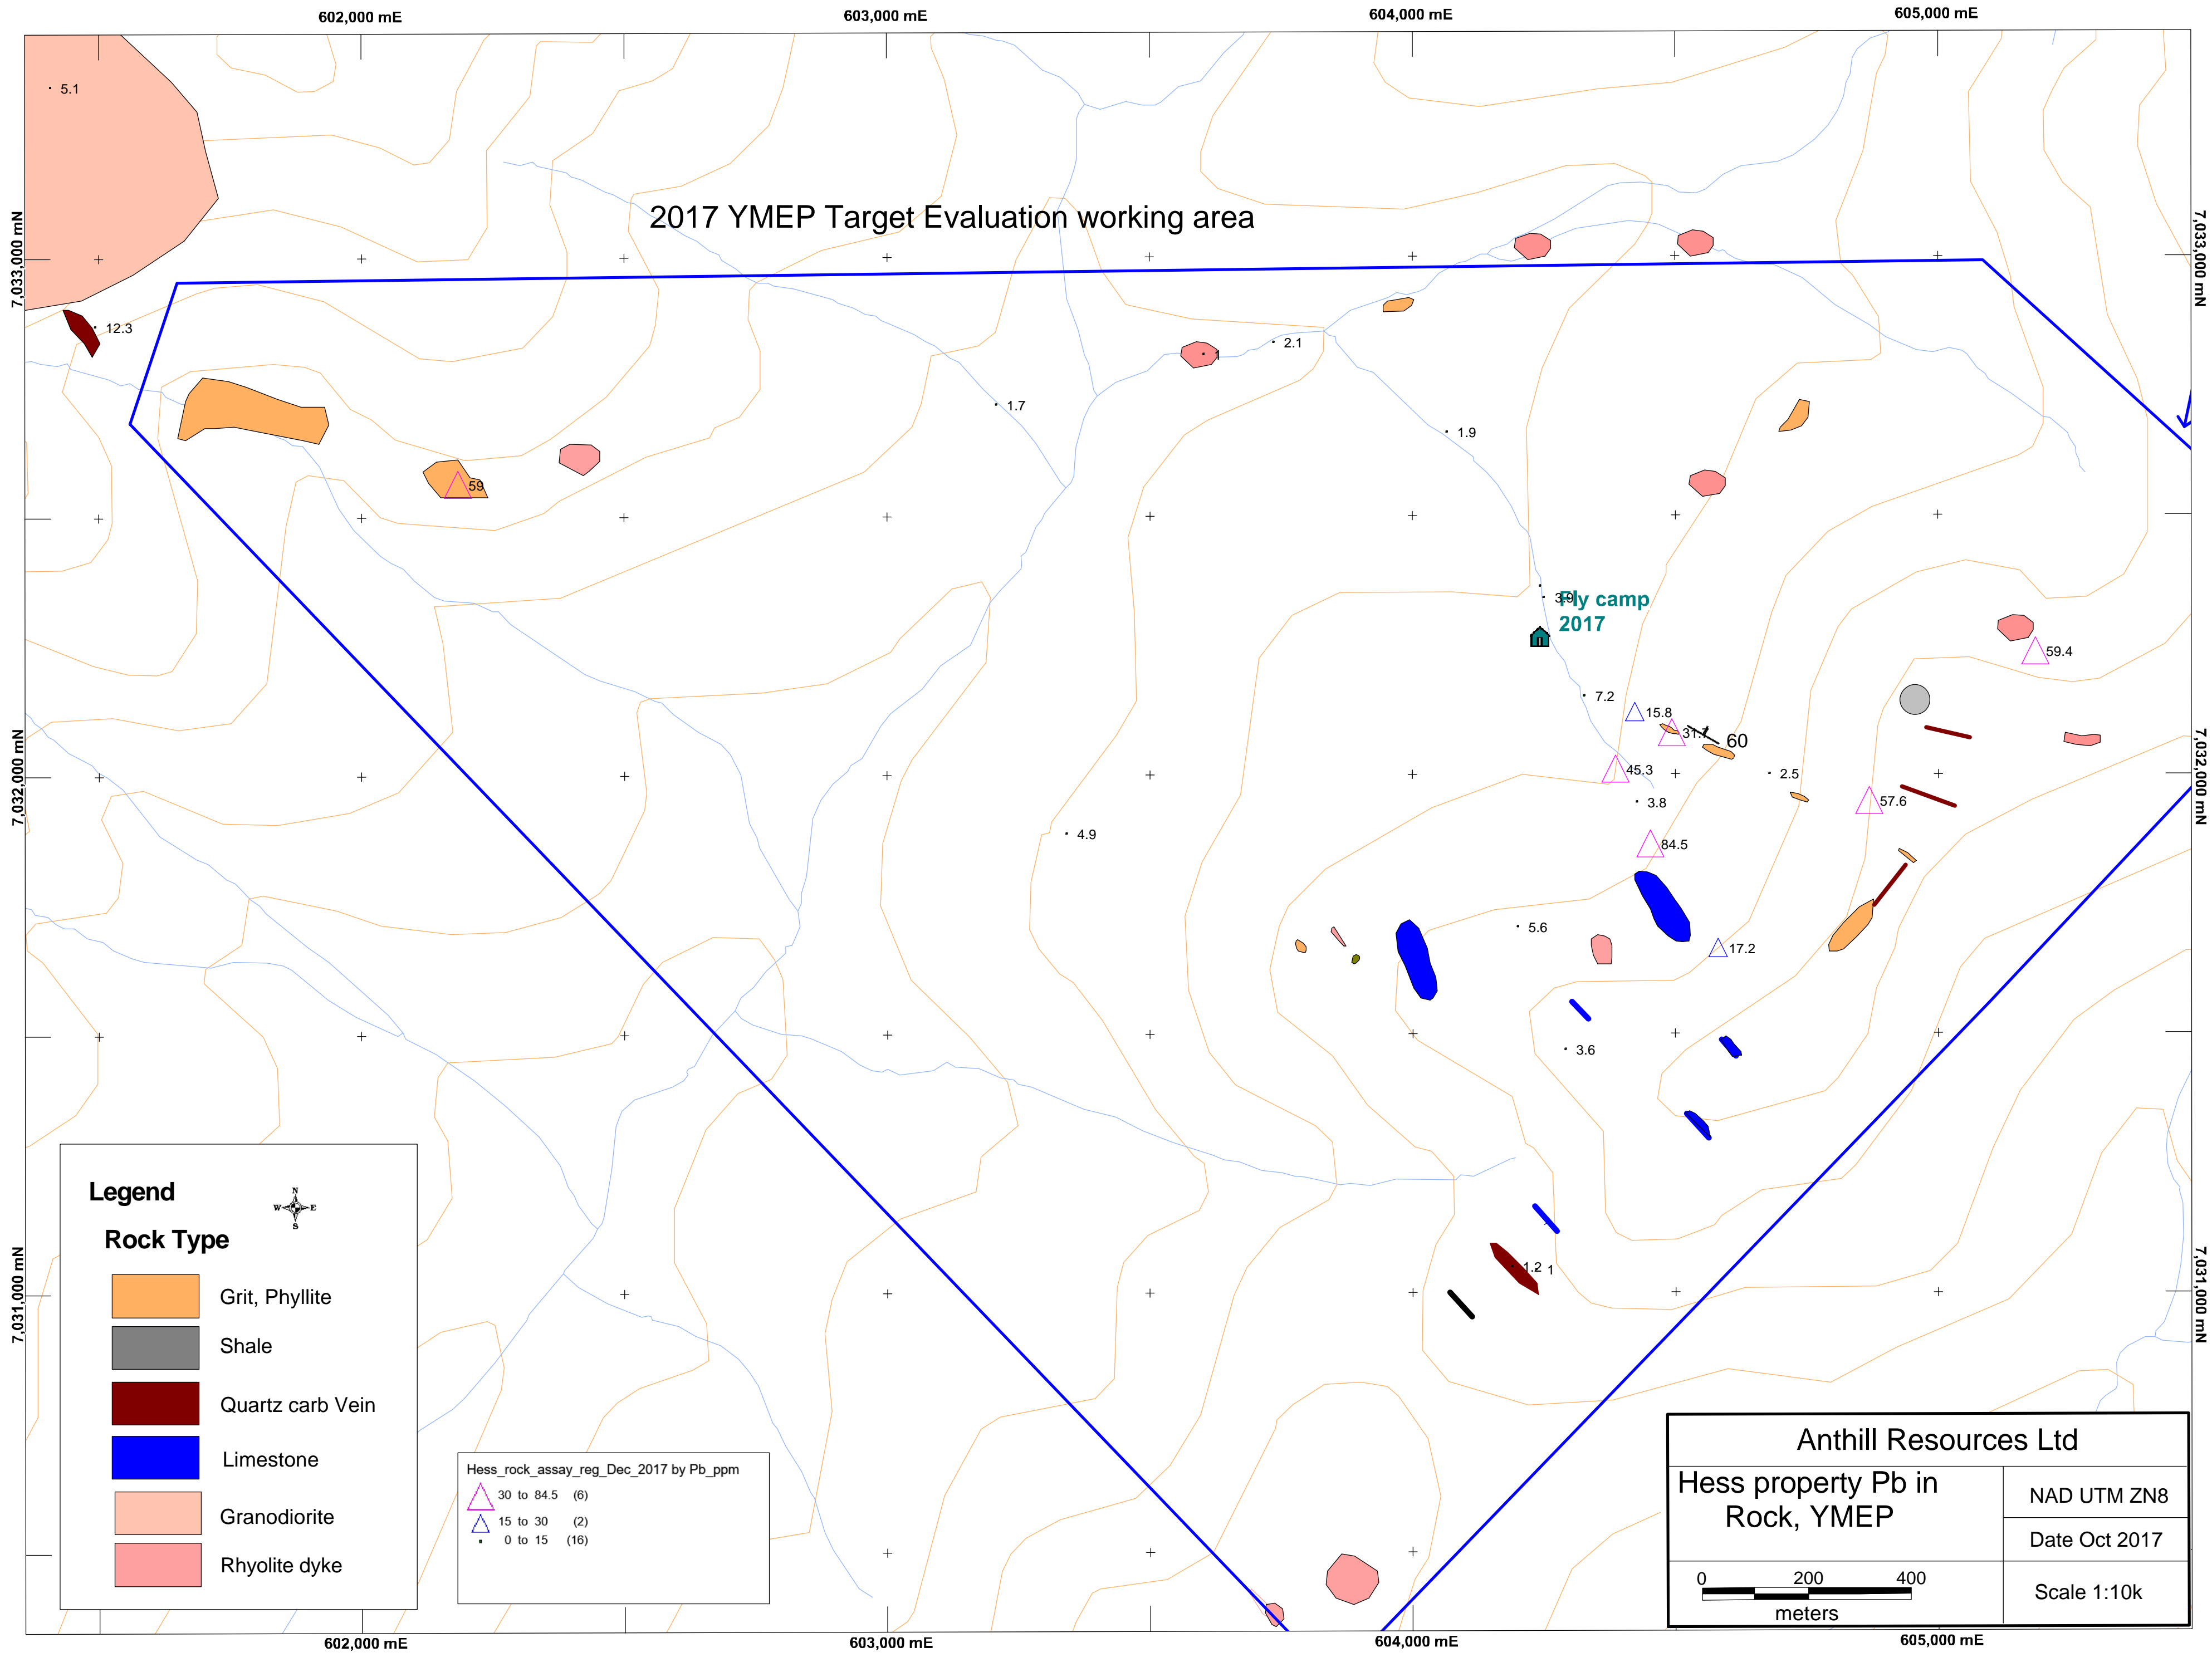 602,000 mE
603,000 mE
604,000 mE
605,000 mE
5.1
2017 YMEP Target Evaluation working area
7,033,000 mN
7,033,000 mN
12.3
1
2.1
1.7
1.9
59
3.9
Fly camp
2017
59.4
7.2
15.8
31.7
60
45.3
2.5
3.8
57.6
4.9
84.5
7,032,000 mN
7,032,000 mN
5.6
17.2
3.6
1.2
1
7,031,000 mN
7,031,000 mN
Legend
N
W E
S
Rock Type
Grit, Phyllite
Shale
Quartz carb Vein
Limestone
Granodiorite
Rhyolite dyke
Hess_rock_assay_reg_Dec_2017 by Pb_ppm
30 to 84.5 (6)
15 to 30 (2)
0 to 15 (16)
Anthill Resources Ltd
Hess property Pb in
Rock, YMEP
NAD UTM ZN8
Date Oct 2017
Scale 1:10k
0 200 400
meters
602,000 mE
603,000 mE
604,000 mE
605,000 mE